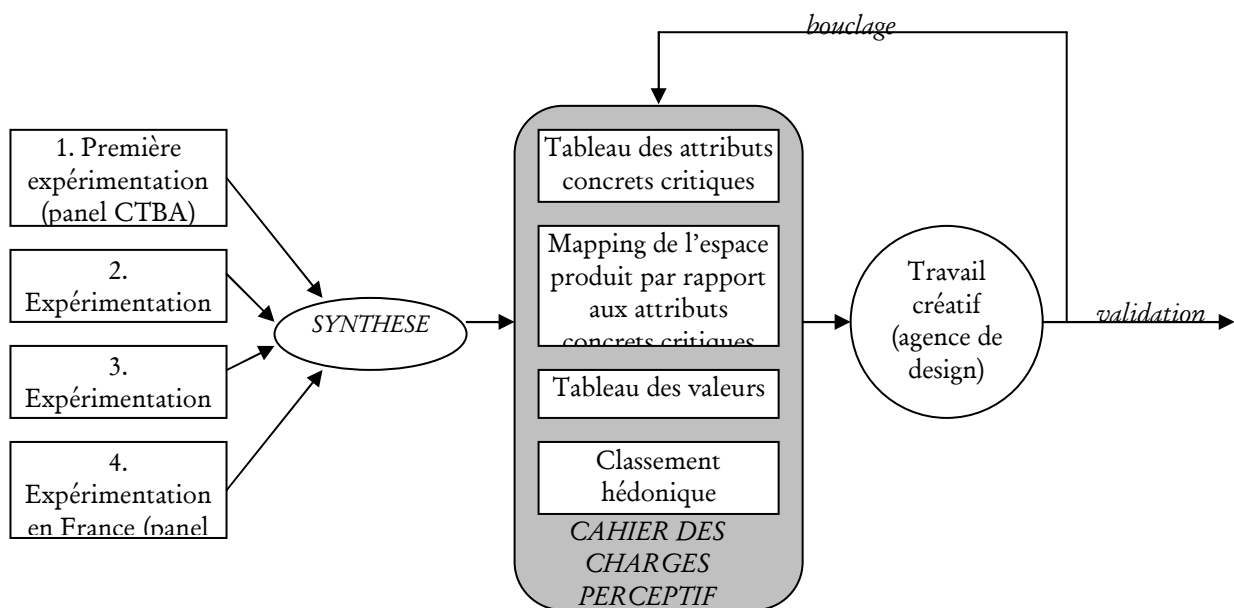 bouclage
1. Première
expérimentation
(panel CTBA)
2.
Expérimentation
3.
Expérimentation
4.
Expérimentation
en France (panel
SYNTHESE
Tableau des attributs
concrets critiques
Mapping de l’espace
produit par rapport
aux attributs
concrets critiques
Tableau des valeurs
Classement
hédonique
CAHIER DES
CHARGES
PERCEPTIF
Travail
créatif
(agence de
design)
validation